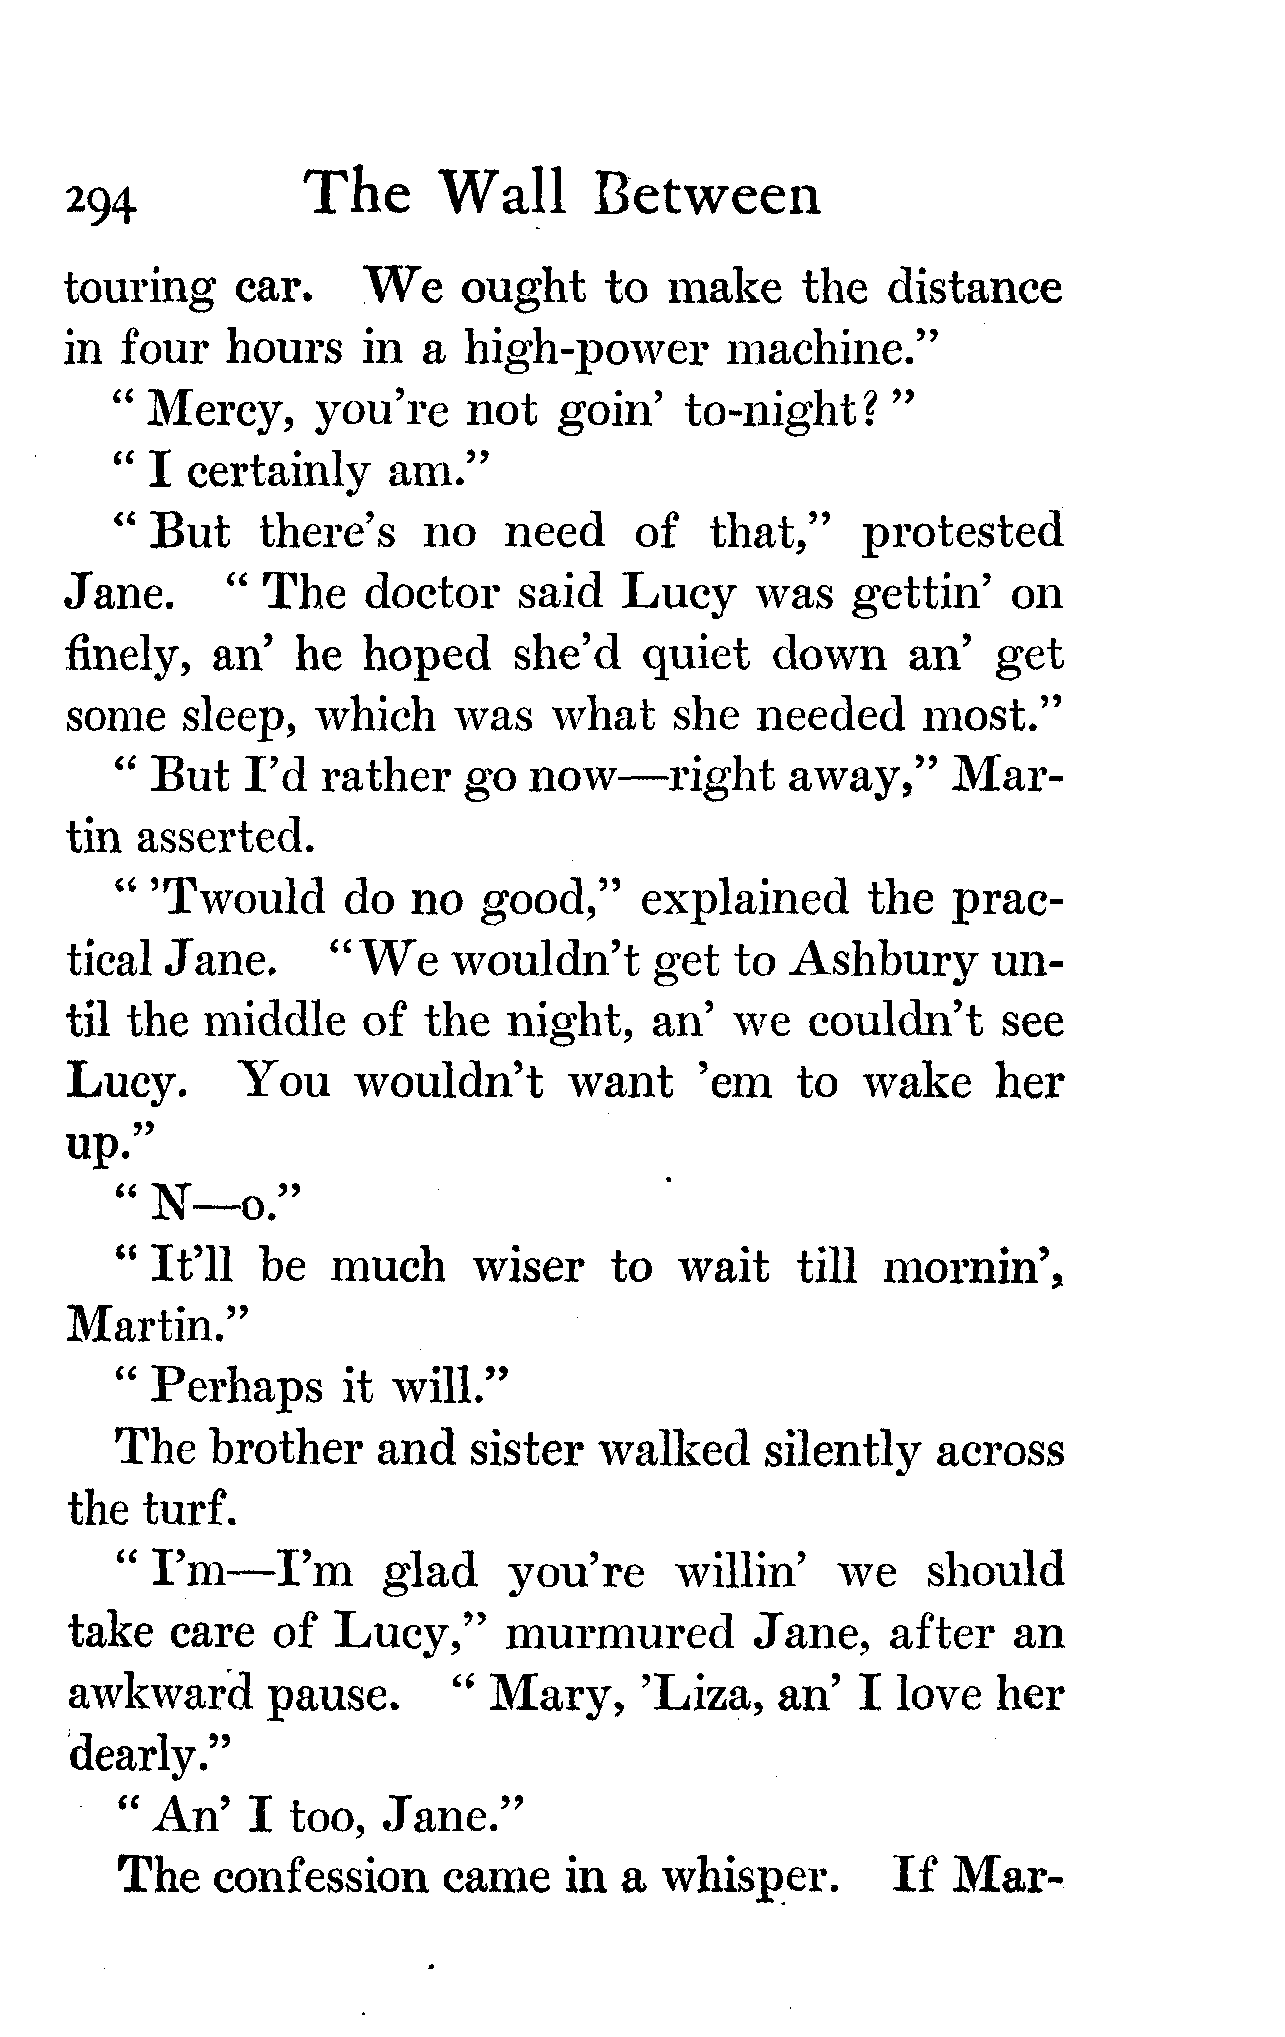 294 The Wall Between
touring car. We ought to make the distance
in four hours in a high-power machine."
" Mercy, you're not goin' to-night? "
" I certainly am."
" But there's no need of that," protested
Jane. " The doctor said Lucy was gettin' on
finely, an' he hoped she'd quiet down an' get
some sleep, which was what she needed most."
" But I'd rather go now—right away," Mar-
tin asserted.
" 'Twould do no good," explained the prac-
tical Jane. "We wouldn't get to Ashbury un-
til the middle of the night, an' we couldn't see
Lucy. You wouldn't want 'em to wake her
up."
" N—o."
" It'll be much wiser to wait till mornin',
Martin."
" Perhaps it will."
The brother and sister walked silently across
the turf.
" I'm—I'm glad you're willin' we should
take care of Lucy," murmured Jane, after an
awkward pause. " Mary, 'Liza, an' I love her
dearly."
" An' I too, Jane."
The confession came in a whisper. If Mar-